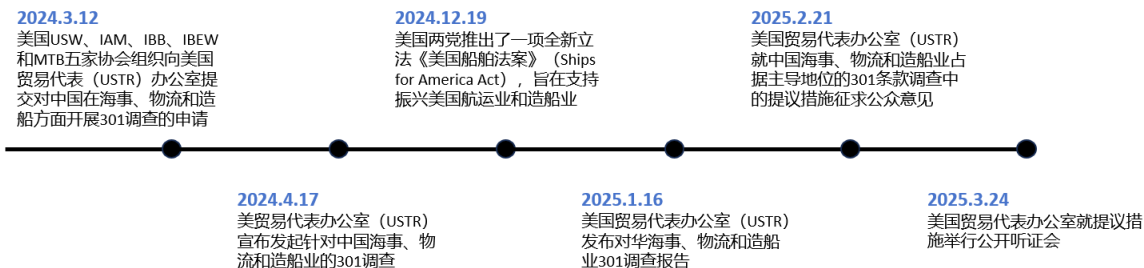 2024.3.12
美国USW、IAM、IBB、IBEW
和MTB五家协会组织向美国
贸易代表（USTR）办公室提
交对中国在海事、物流和造
船方面开展301调查的申请
2024.4.17
美贸易代表办公室（USTR）
宣布发起针对中国海事、物
流和造船业的301调查
2024.12.19
美国两党推出了一项全新立
法《美国船舶法案》（Ships
for America Act），旨在支持
振兴美国航运业和造船业
2025.1.16
美国贸易代表办公室（USTR）
发布对华海事、物流和造船
业301调查报告
2025.2.21
美国贸易代表办公室（USTR）
就中国海事、物流和造船业占
据主导地位的301条款调查中
的提议措施征求公众意见
2025.3.24
美国贸易代表办公室就提议措
施举行公开听证会